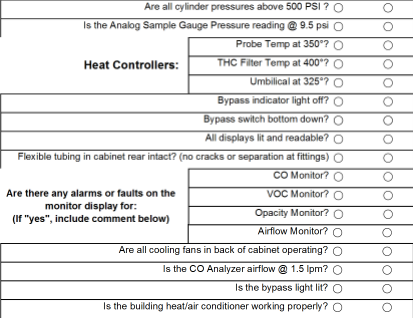 Are all cylinder pressures above 500 PSI ?
Is the Analog Sample Gauge Pressure reading @ 9.5 psi
Heat Controllers:
Probe Temp at 350°?
THC Filter Temp at 400°?
Umbilical at 325°?
Bypass indicator light off?
Bypass switch bottom down?
All displays lit and readable?
Flexible tubing in cabinet rear intact? (no cracks or separation at fittings)
Are there any alarms or faults on the
monitor display for:
(If "yes", include comment below)
CO Monitor?
VOC Monitor?
Opacity Monitor?
Airflow Monitor?
Are all cooling fans in back of cabinet operating?
Is the CO Analyzer airflow @ 1.5 lpm?
Is the bypass light lit?
Is the building heat/air conditioner working properly?